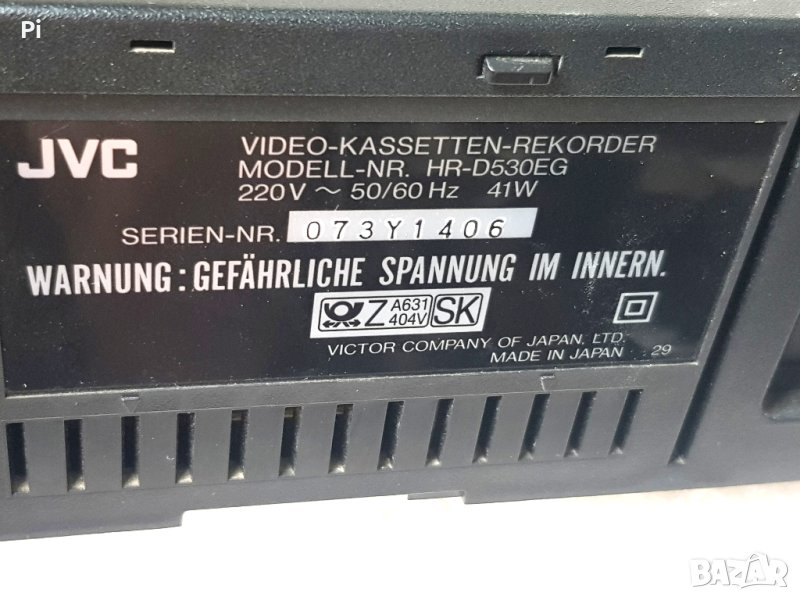 Pi
JVC
VIDEO-KASSETTEN-REKORDER
MODELL-NR. HR-D530EG
220V ~ 50/60 Hz 41W
SERIEN-NR. 073Y1406
WARNUNG: GEFÄHRLICHE SPANNUNG IM INNERN.
Z A631 404V SK
VICTOR COMPANY OF JAPAN, LTD.
MADE IN JAPAN 29
BAZAR